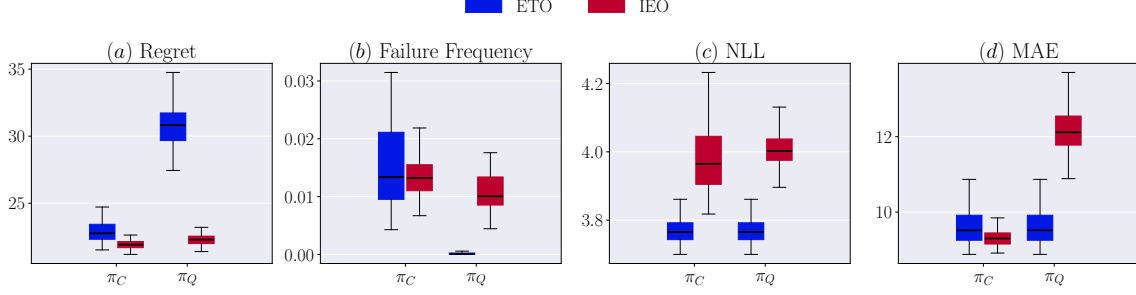 ETO IEO
(a) Regret
35
30
25
π_C π_Q
(b) Failure Frequency
0.03
0.02
0.01
0.00
π_C π_Q
(c) NLL
4.2
4.0
3.8
π_C π_Q
(d) MAE
12
10
π_C π_Q